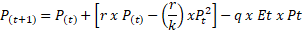 P(t+1) = P(t) + [r x P(t) − (r/k) xPt²] − q x Et x Pt